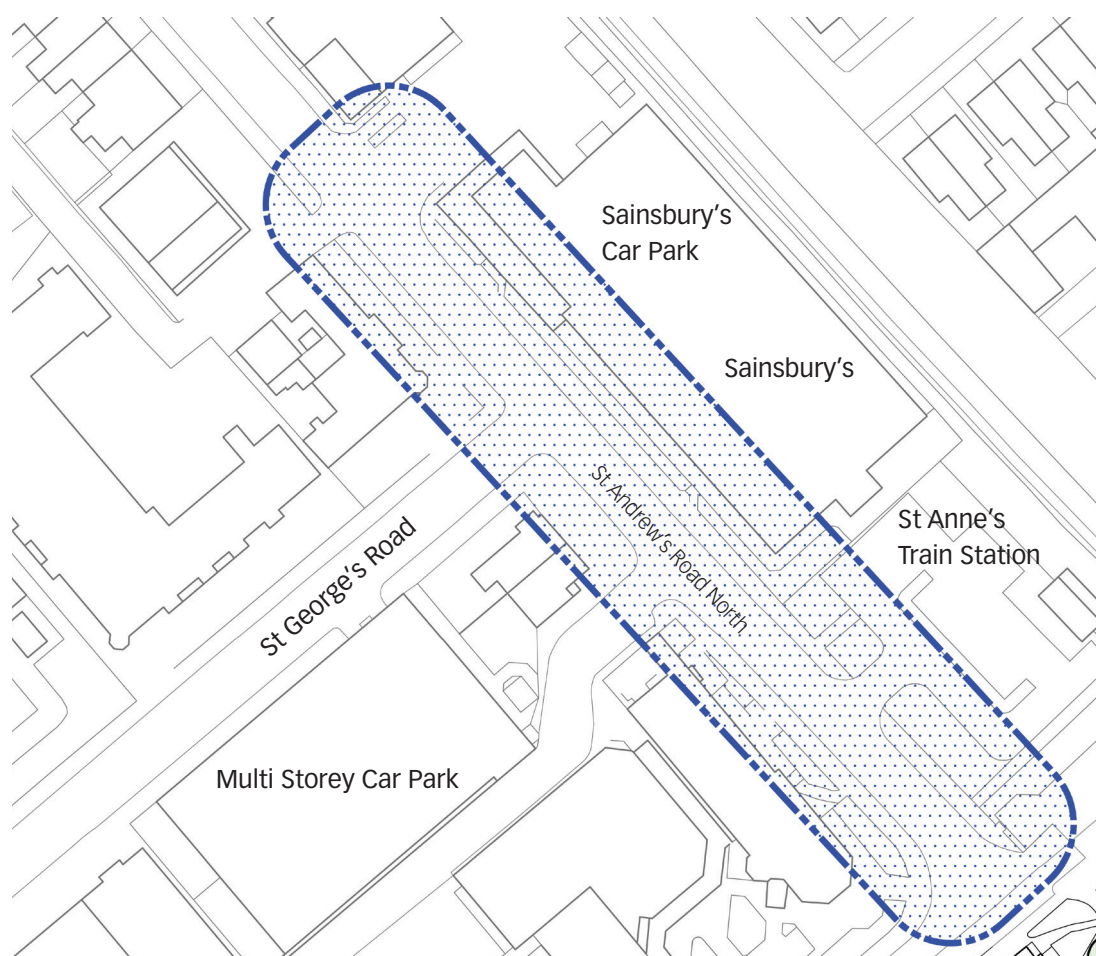 Sainsbury's
Car Park
Sainsbury's
St Andrew's Road North
St Anne's
Train Station
St George's Road
Multi Storey Car Park